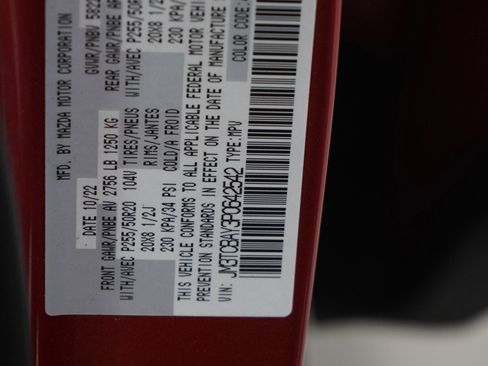 MFD. BY MAZDA MOTOR CORPORATION
DATE 10/22 GVWR/PNBV 5822
FRONT GAWR/PNBE AV 2756 LB 1250 KG REAR GAWR/PNBE AR
WITH/AVEC P255/50R20 104V TIRES/PNEUS WITH/AVEC P255/50R
20X8 1/2J RIMS/JANTES 20X8 1/2J
230 KPA/34 PSI COLD/A FROID 230 KPA/
THIS VEHICLE CONFORMS TO ALL APPLICABLE FEDERAL MOTOR VEHI
PREVENTION STANDARDS IN EFFECT ON THE DATE OF MANUFACT
VIN: JM3TCBAY3P0642542 TYPE:MPV COLOR CODE: